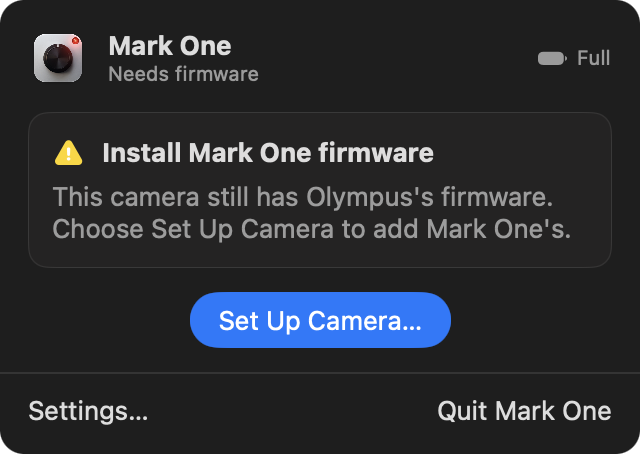 Mark One
Needs firmware
Full
Install Mark One firmware
This camera still has Olympus's firmware.
Choose Set Up Camera to add Mark One's.
Set Up Camera...
Settings...
Quit Mark One